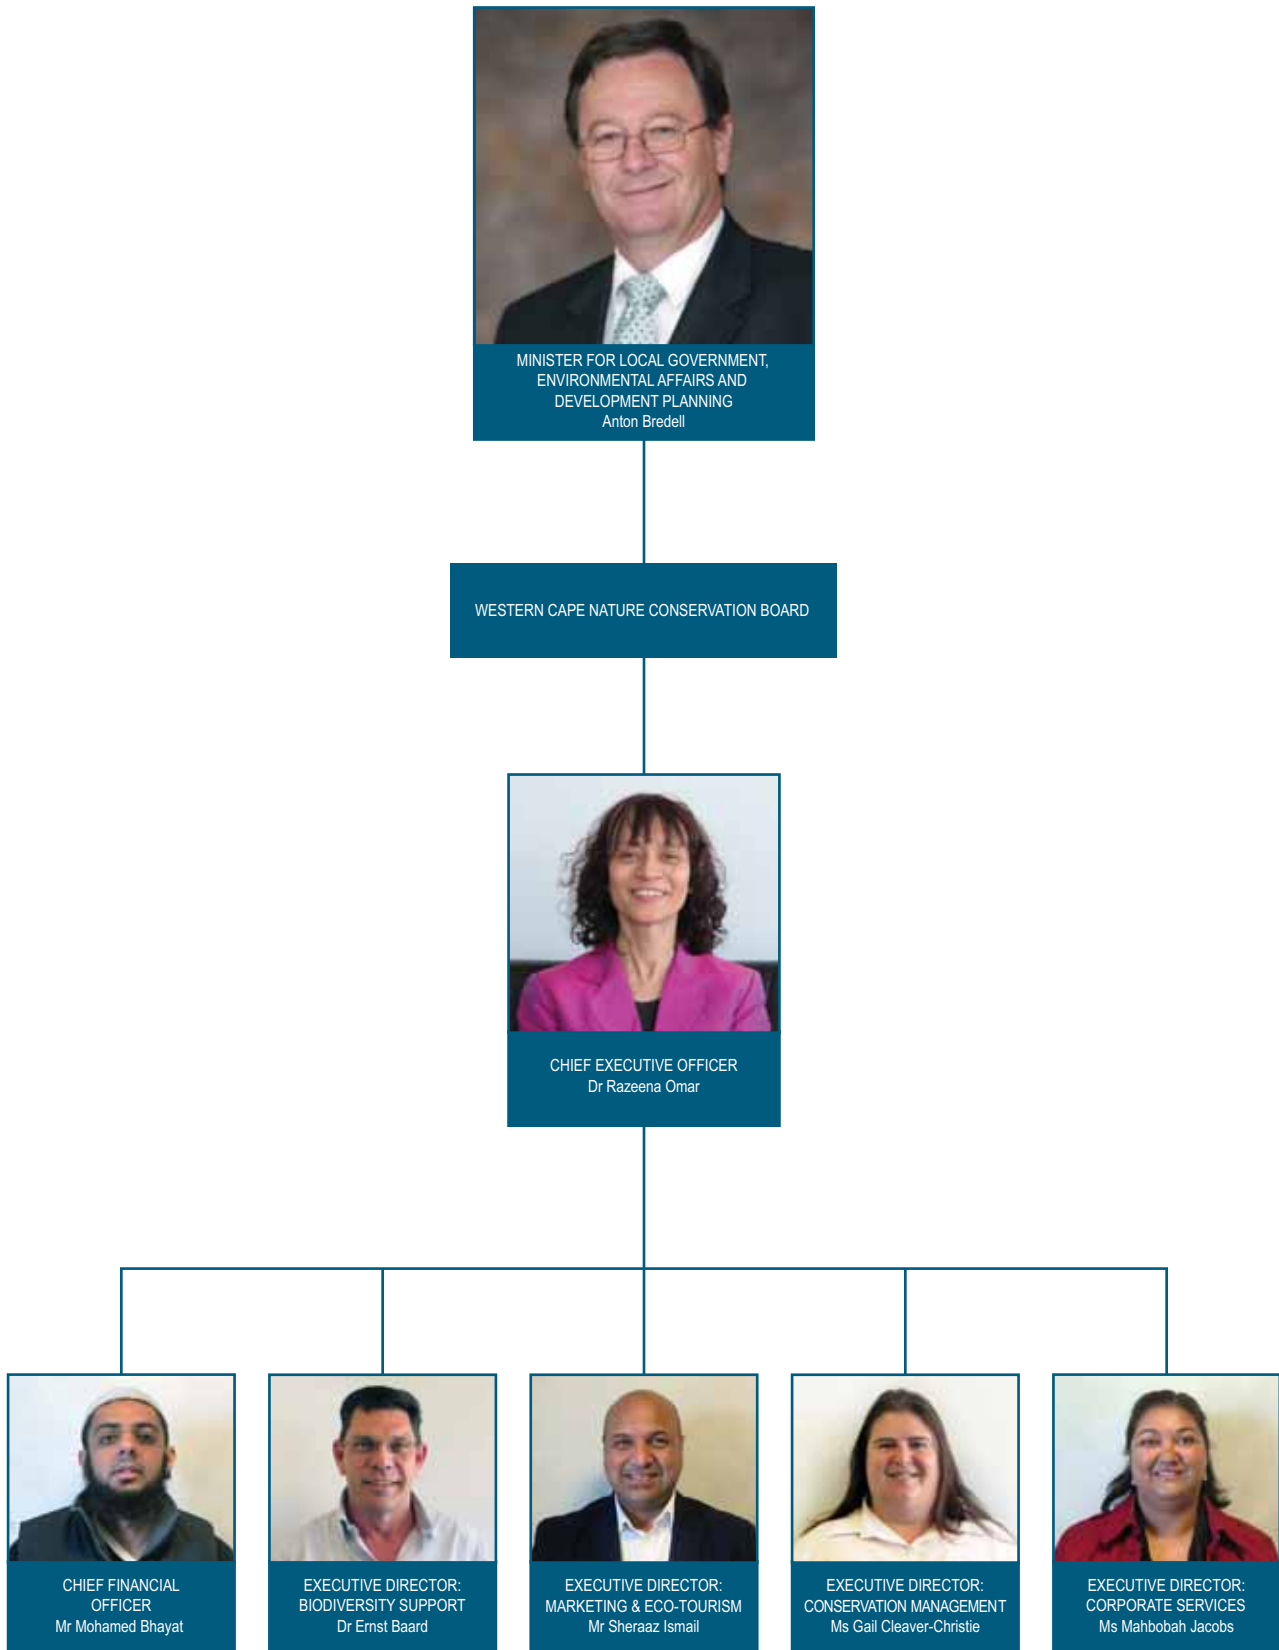 MINISTER FOR LOCAL GOVERNMENT,
ENVIRONMENTAL AFFAIRS AND
DEVELOPMENT PLANNING
Anton Bredell
WESTERN CAPE NATURE CONSERVATION BOARD
CHIEF EXECUTIVE OFFICER
Dr Razeena Omar
CHIEF FINANCIAL
OFFICER
Mr Mohamed Bhayat
EXECUTIVE DIRECTOR:
BIODIVERSITY SUPPORT
Dr Ernst Baard
EXECUTIVE DIRECTOR:
MARKETING & ECO-TOURISM
Mr Sheraaz Ismail
EXECUTIVE DIRECTOR:
CONSERVATION MANAGEMENT
Ms Gail Cleaver-Christie
EXECUTIVE DIRECTOR:
CORPORATE SERVICES
Ms Mahbobah Jacobs